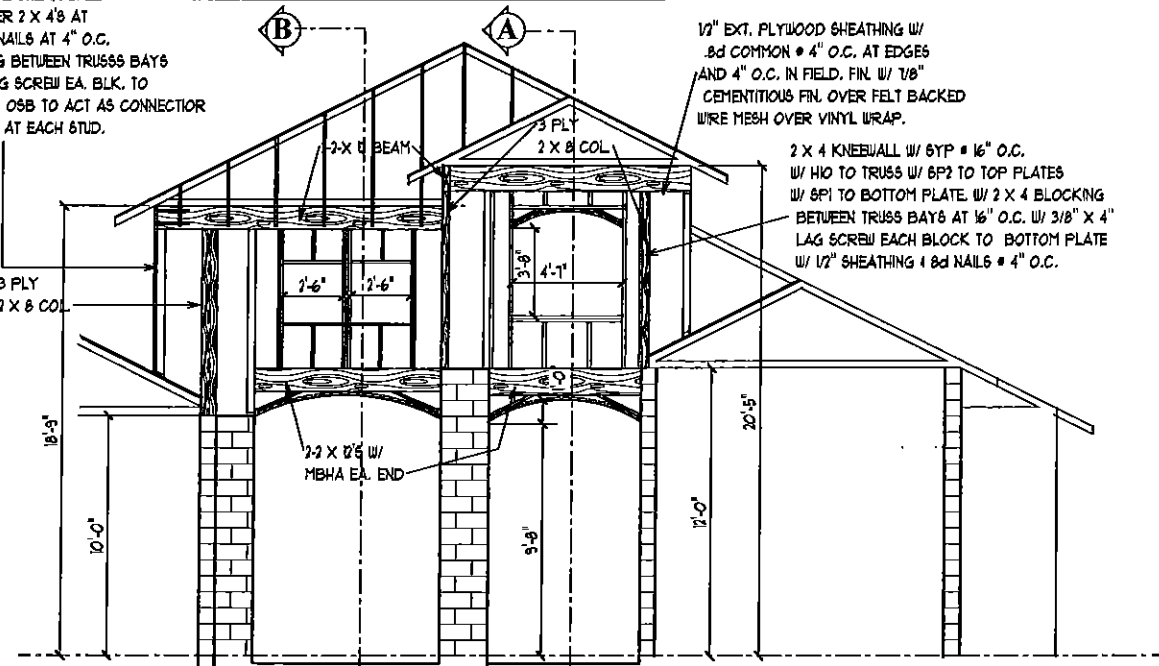 ER 2 X 4'S AT
NAILS AT 4" O.C.
G BETWEEN TRUSSS BAYS
G SCREW EA. BLK. TO
OSB TO ACT AS CONNECTIOR
AT EACH STUD.
B
A
1/2" EXT. PLYWOOD SHEATHING W/
8d COMMON @ 4" O.C. AT EDGES
AND 4" O.C. IN FIELD. FIN. W/ 7/8"
CEMENTITIOUS FIN. OVER FELT BACKED
WIRE MESH OVER VINYL WRAP.
3 PLY
2 X 8 COL.
BEAM
2 X 4 KNEEWALL W/ SYP @ 16" O.C.
W/ H10 TO TRUSS W/ SP2 TO TOP PLATES
W/ SP1 TO BOTTOM PLATE W/ 2 X 4 BLOCKING
BETWEEN TRUSS BAYS AT 16" O.C. W/ 3/8" X 4"
LAG SCREW EACH BLOCK TO BOTTOM PLATE
W/ 1/2" SHEATHING & 8d NAILS @ 4" O.C.
3 PLY
2 X 8 COL
2'-6"
2'-6"
3'-8"
4'-7"
18'-9"
10'-0"
2-2 X 12'S W/
MBHA EA. END
9'-8"
12'-0"
20'-5"